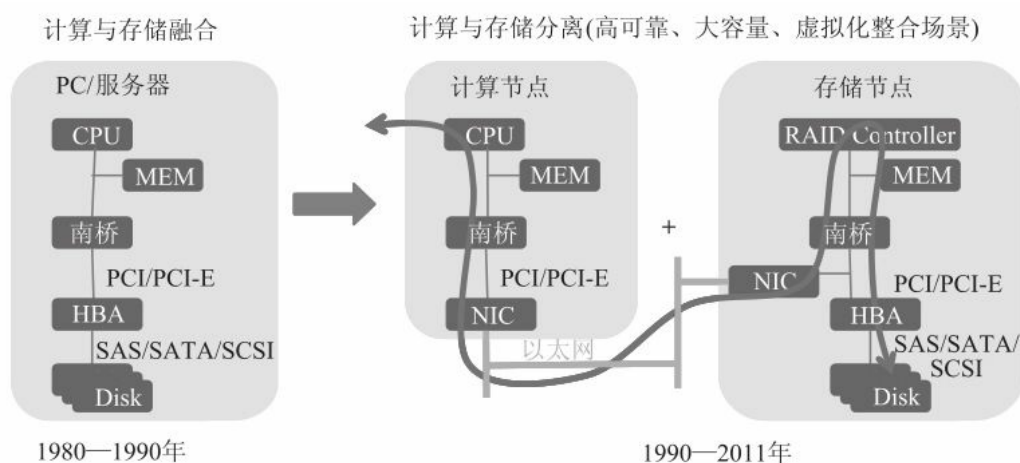 计算与存储融合
PC/服务器
CPU
MEM
南桥
PCI/PCI-E
HBA
SAS/SATA/SCSI
Disk
1980—1990年
计算与存储分离(高可靠、大容量、虚拟化整合场景)
计算节点
CPU
MEM
南桥
PCI/PCI-E
NIC
以太网
+
存储节点
RAID Controller
MEM
南桥
NIC
PCI/PCI-E
HBA
SAS/SATA/
SCSI
Disk
1990—2011年